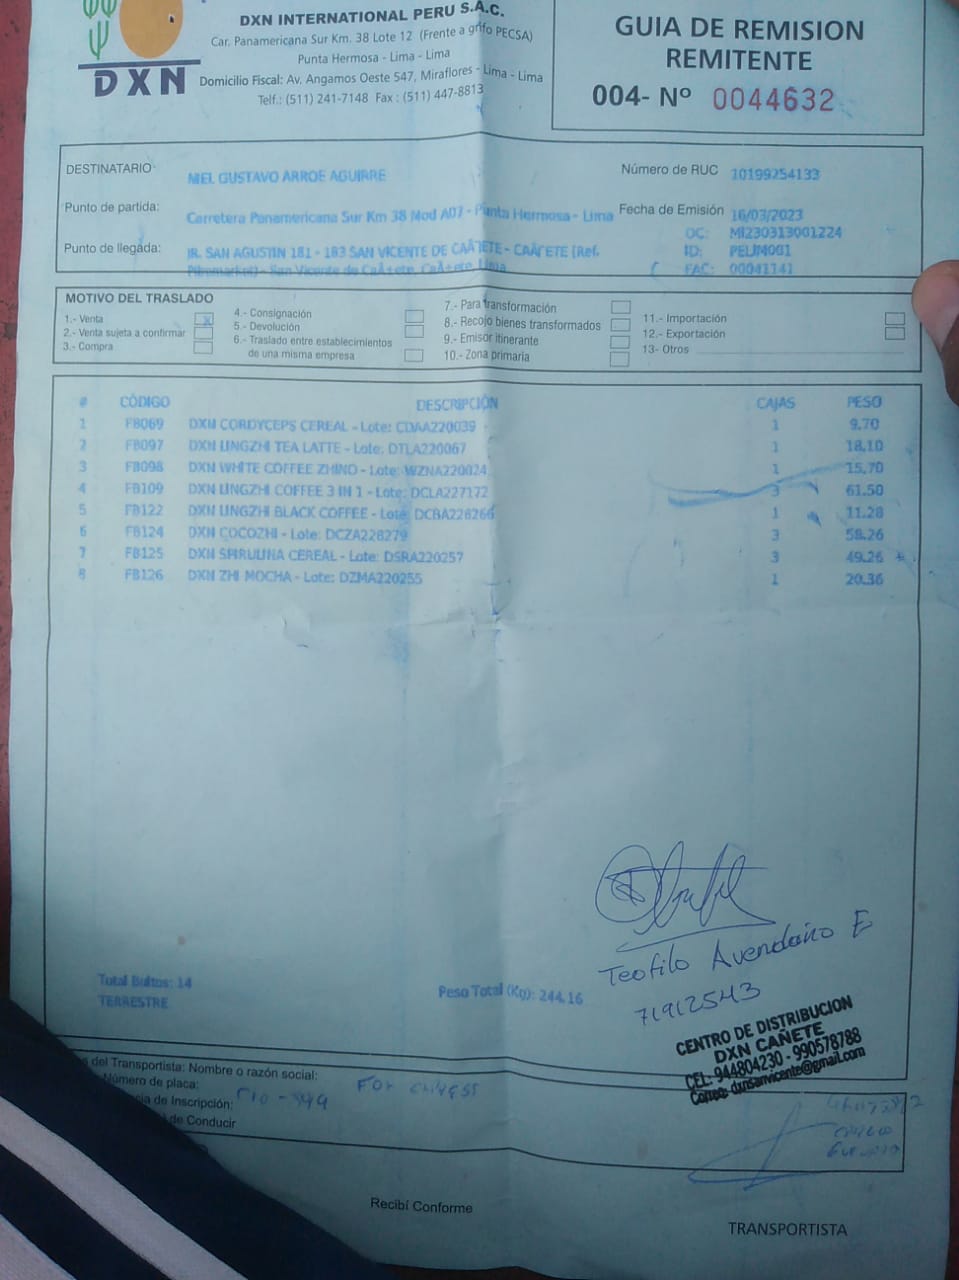 DXN
DXN INTERNATIONAL PERU S.A.C.
Car. Panamericana Sur Km. 38 Lote 12 (Frente a grifo PECSA)
Punta Hermosa - Lima - Lima
Domicilio Fiscal: Av. Angamos Oeste 547, Miraflores - Lima - Lima
Telf.: (511) 241-7148 Fax : (511) 447-8813
GUIA DE REMISION
REMITENTE
004- Nº 0044632
DESTINATARIO
MEL GUSTAVO ARROE AGUIRRE
Número de RUC 10199254133
Punto de partida: Carretera Panamericana Sur Km 38 Mod A07 - Punta Hermosa - Lima
Fecha de Emisión 16/03/2023
OC: MI230313001224
Punto de llegada: JR. SAN AGUSTIN 181 - 183 SAN VICENTE DE CAÃ'ETE - CAÃ'ETE (Ref.
ID: PELIM001
San Vicente de
FAC: 00041141
MOTIVO DEL TRASLADO
1.- Venta X
2.- Venta sujeta a confirmar
3.- Compra
4.- Consignación
5.- Devolución
6.- Traslado entre establecimientos
de una misma empresa
7.- Para transformación
8.- Recojo bienes transformados
9.- Emisor itinerante
10.- Zona primaria
11.- Importación
12.- Exportación
13- Otros
# CÓDIGO DESCRIPCIÓN CAJAS PESO
1 FB069 DXN CORDYCEPS CEREAL - Lote: CDAA220039 1 9.70
2 FB097 DXN LINGZHI TEA LATTE - Lote: DTLA220067 1 18.10
3 FB098 DXN WHITE COFFEE ZHINO - Lote: WZNA220024 1 15.70
4 FB109 DXN LINGZHI COFFEE 3 IN 1 - Lote: DCLA227172 3 61.50
5 FB122 DXN LINGZHI BLACK COFFEE - Lote: DCBA228266 1 11.28
6 FB124 DXN COCOZHI - Lote: DCZA228279 3 58.26
7 FB125 DXN SPIRULINA CEREAL - Lote: DSRA220257 3 49.26
8 FB126 DXN ZHI MOCHA - Lote: DZMA220255 1 20.36
Teofilo Avendaño E
71912543
Total Bultos: 14
Peso Total (Kg): 244.16
TERRESTRE
CENTRO DE DISTRIBUCION
DXN CAÑETE
CEL: 944804230 - 990578788
Correo: dxnsanvicente@gmail.com
del Transportista: Nombre o razón social:
Número de placa:
de Inscripción:
de Conducir
Recibí Conforme
TRANSPORTISTA